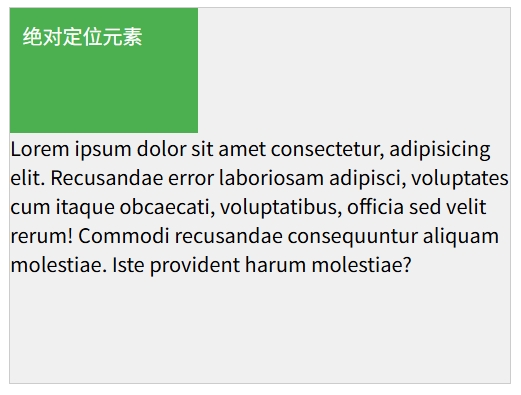 绝对定位元素
Lorem ipsum dolor sit amet consectetur, adipisicing
elit. Recusandae error laboriosam adipisci, voluptates
cum itaque obcaecati, voluptatibus, officia sed velit
rerum! Commodi recusandae consequuntur aliquam
molestiae. Iste provident harum molestiae?